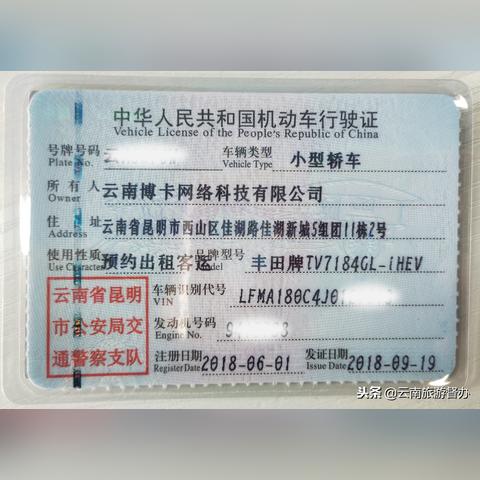 中华人民共和国机动车行驶证
Vehicle License of the People's Republic of China
号牌号码
Plate No.
车辆类型 小型轿车
Vehicle Type
所有人 云南博卡网络科技有限公司
Owner
住址 云南省昆明市西山区佳湖路佳湖新城5组团11栋2号
Address
使用性质 预约出租客运 品牌型号 丰田牌TV7184GL-iHEV
Use Character
云南省昆明
市公安局交
通警察支队
车辆识别代号 LFMA180C4J0
VIN
发动机号码
Engine No.
注册日期 2018-06-01 发证日期 2018-09-19
Register Date Issue Date
头条 @云南旅游督办